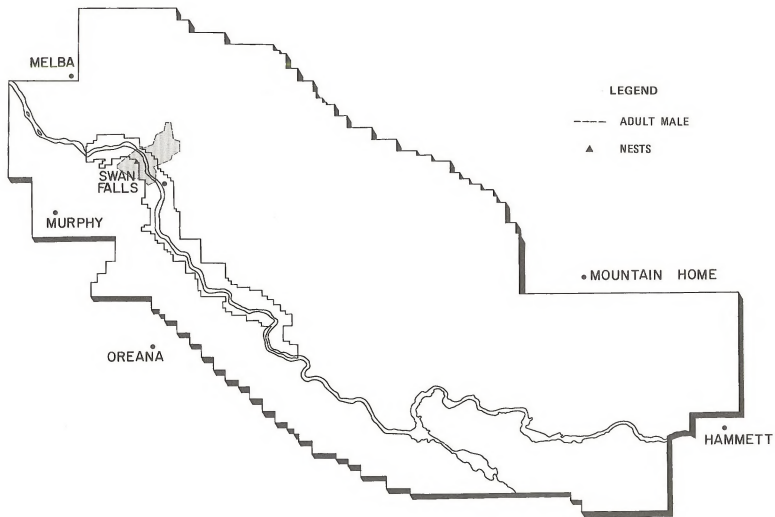 MELBA
LEGEND
ADULT MALE
NESTS
SWAN
FALLS
MURPHY
MOUNTAIN HOME
OREANA
HAMMETT